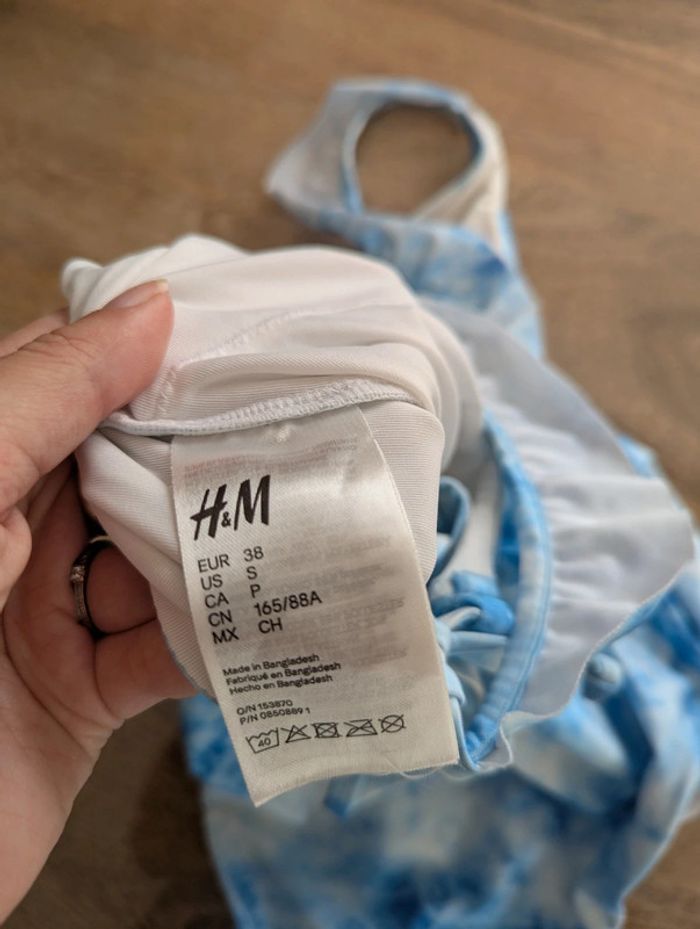 H&M
EUR 38
US S
CA P
CN 165/88A
MX CH
Made in Bangladesh
Fabriqué en Bangladesh
Hecho en Bangladesh
O/N 153870
P/N 0850889 1
40